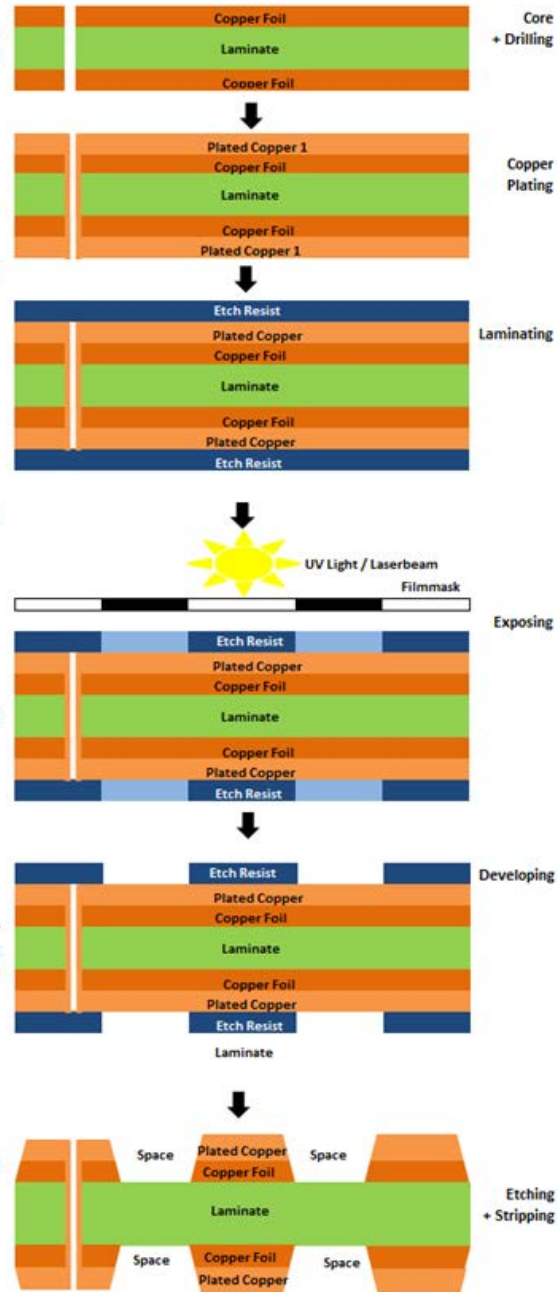 Copper Foil
Core
+ Drilling
Laminate
Copper Foil
Plated Copper 1
Copper Foil
Copper
Plating
Laminate
Copper Foil
Plated Copper 1
Etch Resist
Laminating
Plated Copper
Copper Foil
Laminate
Copper Foil
Plated Copper
Etch Resist
UV Light / Laserbeam
Filmmask
Exposing
Etch Resist
Plated Copper
Copper Foil
Laminate
Copper Foil
Plated Copper
Etch Resist
Etch Resist
Developing
Plated Copper
Copper Foil
Laminate
Copper Foil
Plated Copper
Etch Resist
Laminate
Space
Plated Copper
Space
Copper Foil
Laminate
Etching
+ Stripping
Space
Copper Foil
Space
Plated Copper